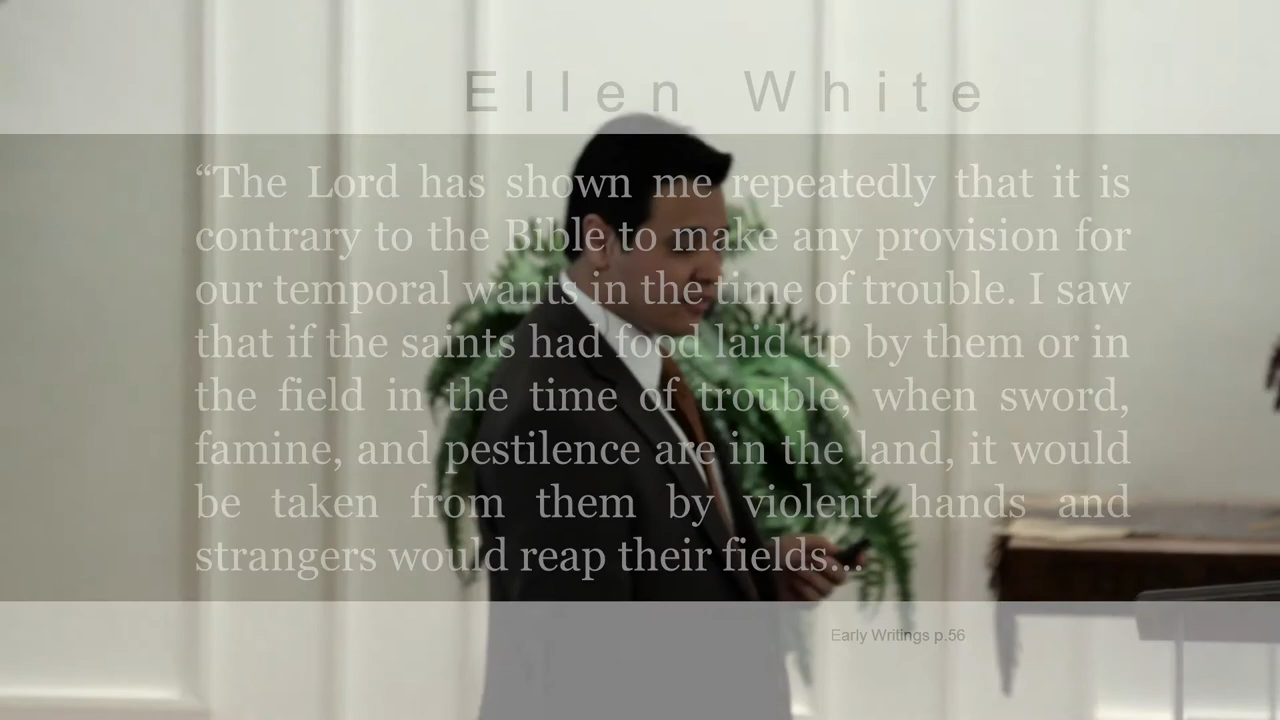 Ellen White
“The Lord has shown me repeatedly that it is
contrary to the Bible to make any provision for
our temporal wants in the time of trouble. I saw
that if the saints had food laid up by them or in
the field in the time of trouble, when sword,
famine, and pestilence are in the land, it would
be taken from them by violent hands and
strangers would reap their fields...
Early Writings p.56